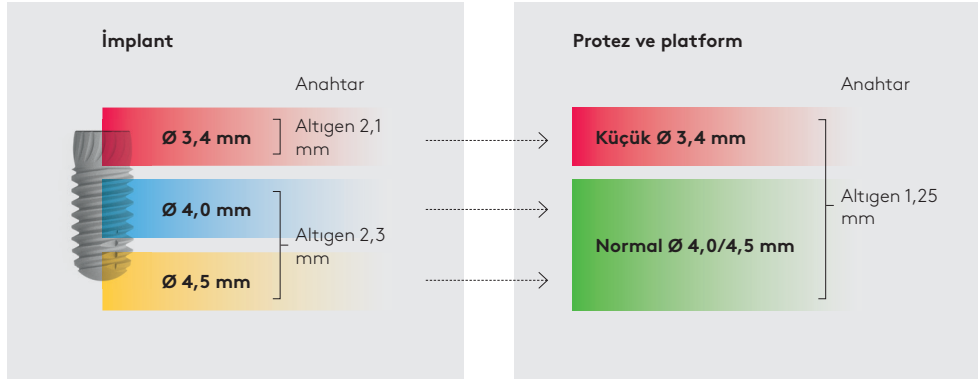 İmplant
Anahtar
Ø 3,4 mm
Altıgen 2,1
mm
Ø 4,0 mm
Altıgen 2,3
mm
Ø 4,5 mm
Protez ve platform
Anahtar
Küçük Ø 3,4 mm
Altıgen 1,25
mm
Normal Ø 4,0/4,5 mm